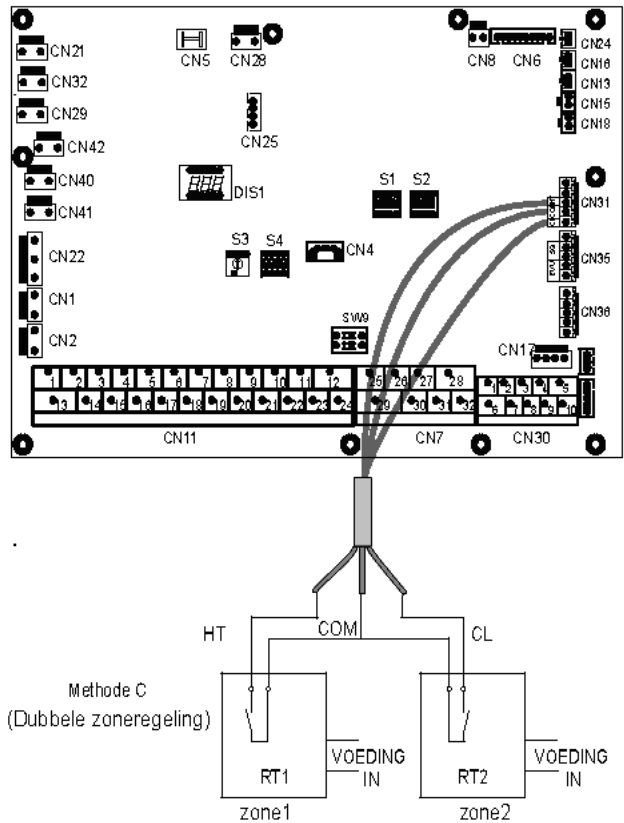 CN21
CN5
CN28
CN8
CN6
CN24
CN16
CN13
CN15
CN18
CN32
CN29
CN25
CN42
CN40
CN41
DIS1
S1
S2
CN31
CN22
S3
S4
CN4
CN35
CN1
CN36
CN2
SW9
CN17
1 2 3 4 5 6 7 8 9 10 11 12
25 26 27 28
1 2 3 4 5
13 14 15 16 17 18 19 20 21 22 23 24
29 30 31 32
6 7 8 9 10
CN11
CN7
CN30
HT
COM
CL
Methode C
(Dubbele zoneregeling)
VOEDING
IN
VOEDING
IN
RT1
RT2
zone1
zone2